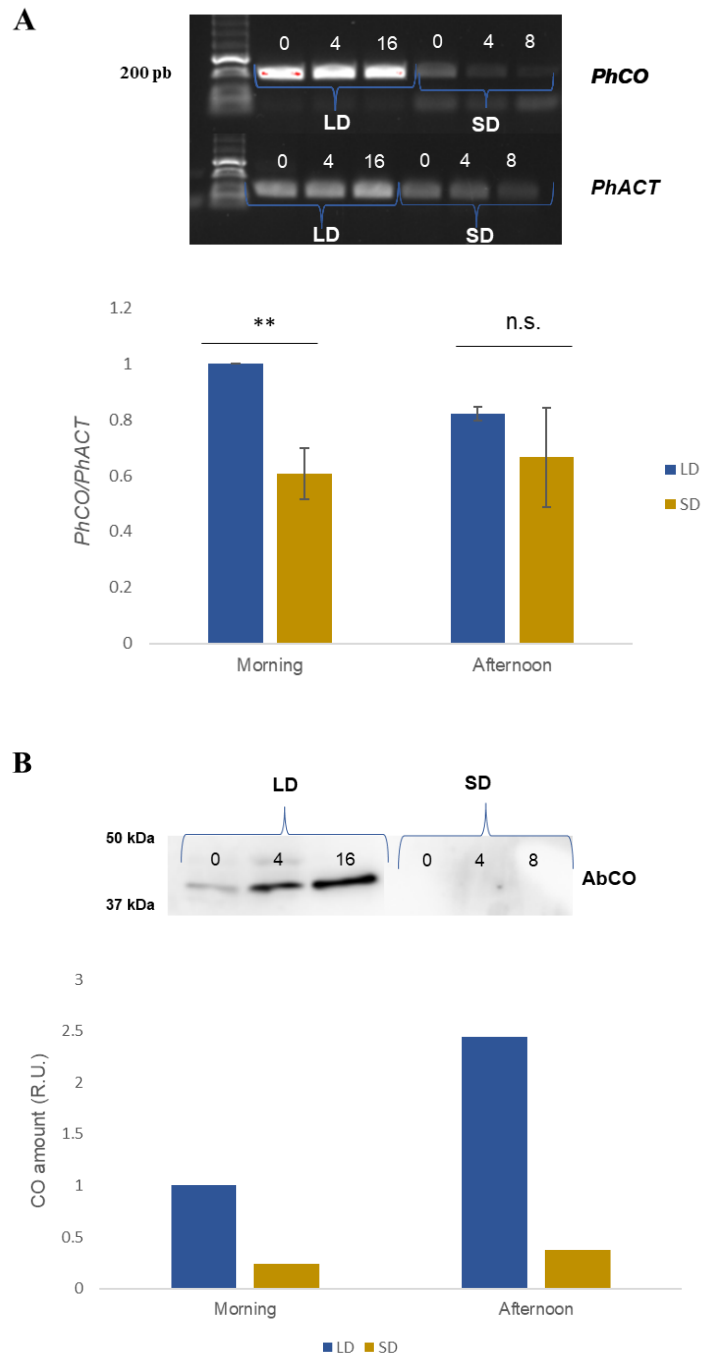 A
0 4 16 0 4 8
200 pb
PhCO
LD SD
0 4 16 0 4 8
PhACT
LD SD
1.2
** n.s.
1
0.8
PhCO/PhACT
0.6
LD
SD
0.4
0.2
0
Morning Afternoon
B
LD SD
50 kDa
0 4 16 0 4 8
AbCO
37 kDa
3
2.5
2
CO amount (R.U.)
1.5
1
0.5
0
Morning Afternoon
LD SD